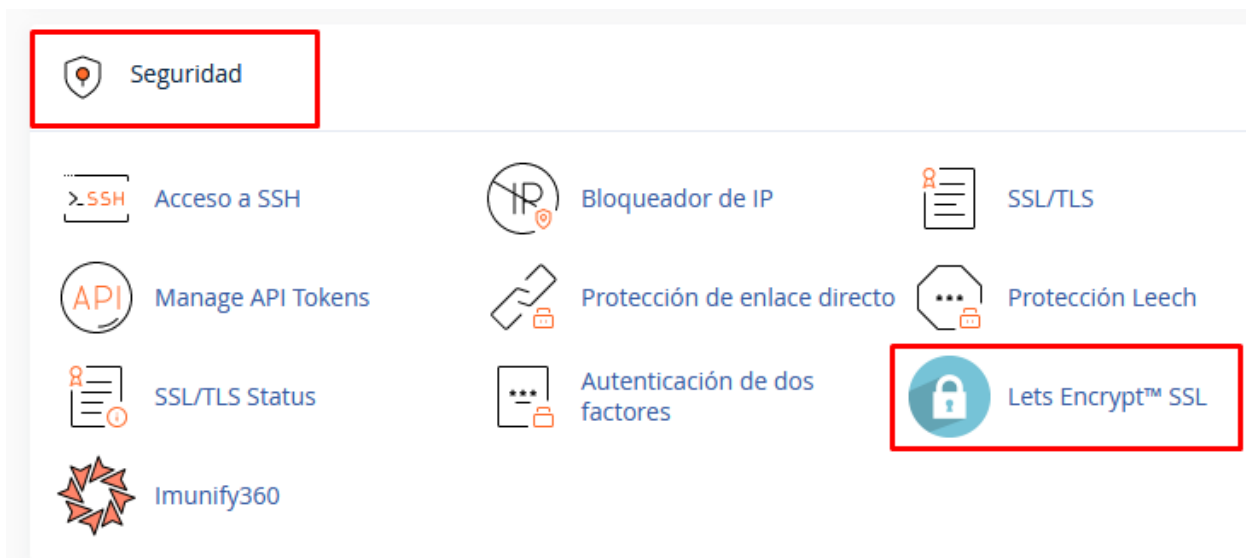 Seguridad
>_SSH Acceso a SSH
IP Bloqueador de IP
SSL/TLS
API Manage API Tokens
Protección de enlace directo
Protección Leech
SSL/TLS Status
Autenticación de dos
factores
Lets Encrypt™ SSL
Imunify360